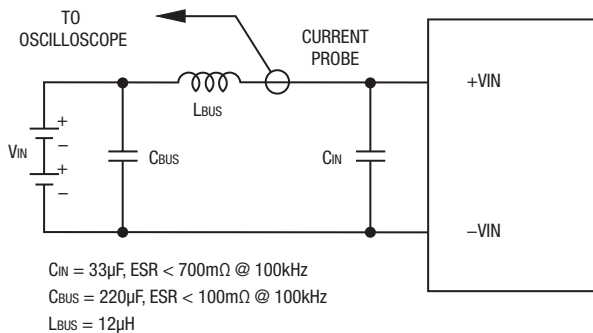 TO
OSCILLOSCOPE
CURRENT
PROBE
+VIN
LBUS
+
VIN
–
+
–
CBUS
CIN
–VIN
CIN = 33µF, ESR < 700mΩ @ 100kHz
CBUS = 220µF, ESR < 100mΩ @ 100kHz
LBUS = 12µH